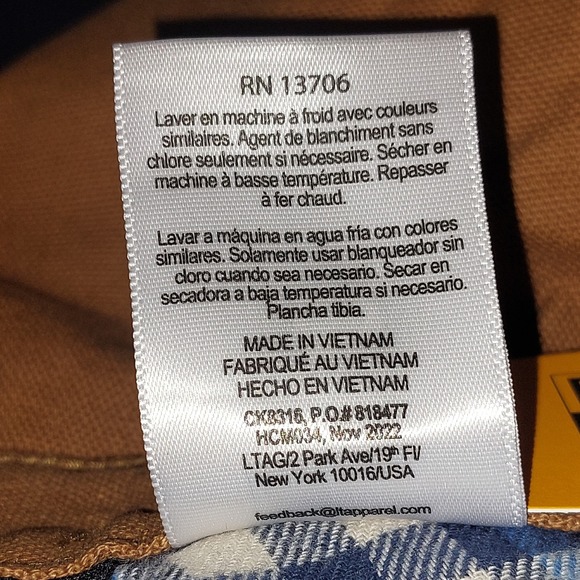 RN 13706
Laver en machine à froid avec couleurs
similaires. Agent de blanchiment sans
chlore seulement si nécessaire. Sécher en
machine à basse température. Repasser
à fer chaud.
Lavar a máquina en agua fría con colores
similares. Solamente usar blanqueador sin
cloro cuando sea necesario. Secar en
secadora a baja temperatura si necesario.
Plancha tibia.
MADE IN VIETNAM
FABRIQUÉ AU VIETNAM
HECHO EN VIETNAM
CK8316, P.O.# 818477
HCM034, Nov 2022
LTAG/2 Park Ave/19th Fl/
New York 10016/USA
feedback@ltapparel.com